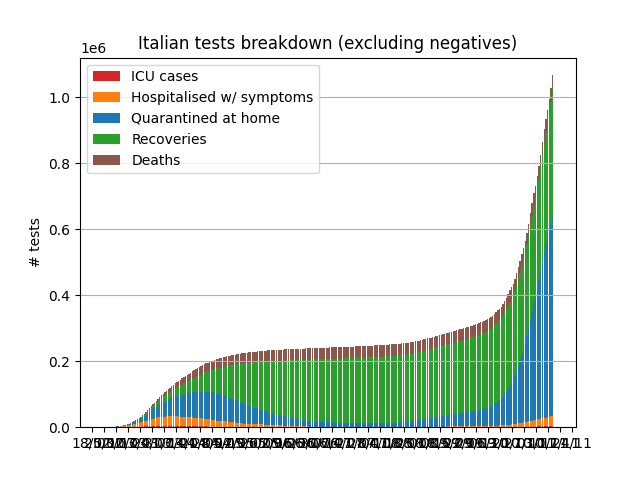 Italian tests breakdown (excluding negatives)
1e6
ICU cases
Hospitalised w/ symptoms
Quarantined at home
Recoveries
Deaths
1.0
0.8
0.6
0.4
0.2
0.0
# tests